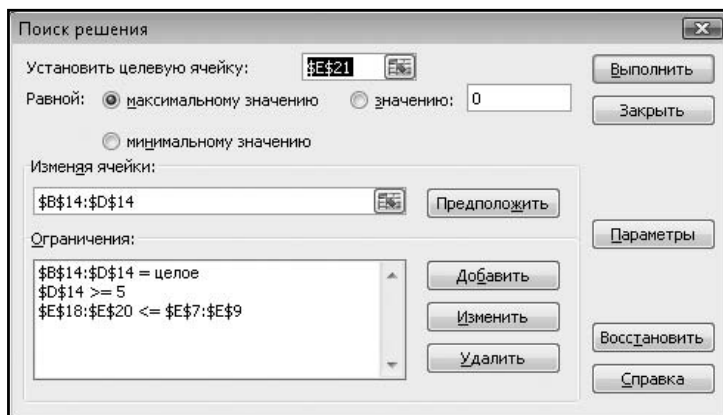 Поиск решения
Установить целевую ячейку: $E$21
Выполнить
Равной: максимальному значению значению: 0
Закрыть
минимальному значению
Изменяя ячейки:
$B$14:$D$14
Предположить
Ограничения:
Параметры
$B$14:$D$14 = целое
$D$14 >= 5
$E$18:$E$20 <= $E$7:$E$9
Добавить
Изменить
Удалить
Восстановить
Справка